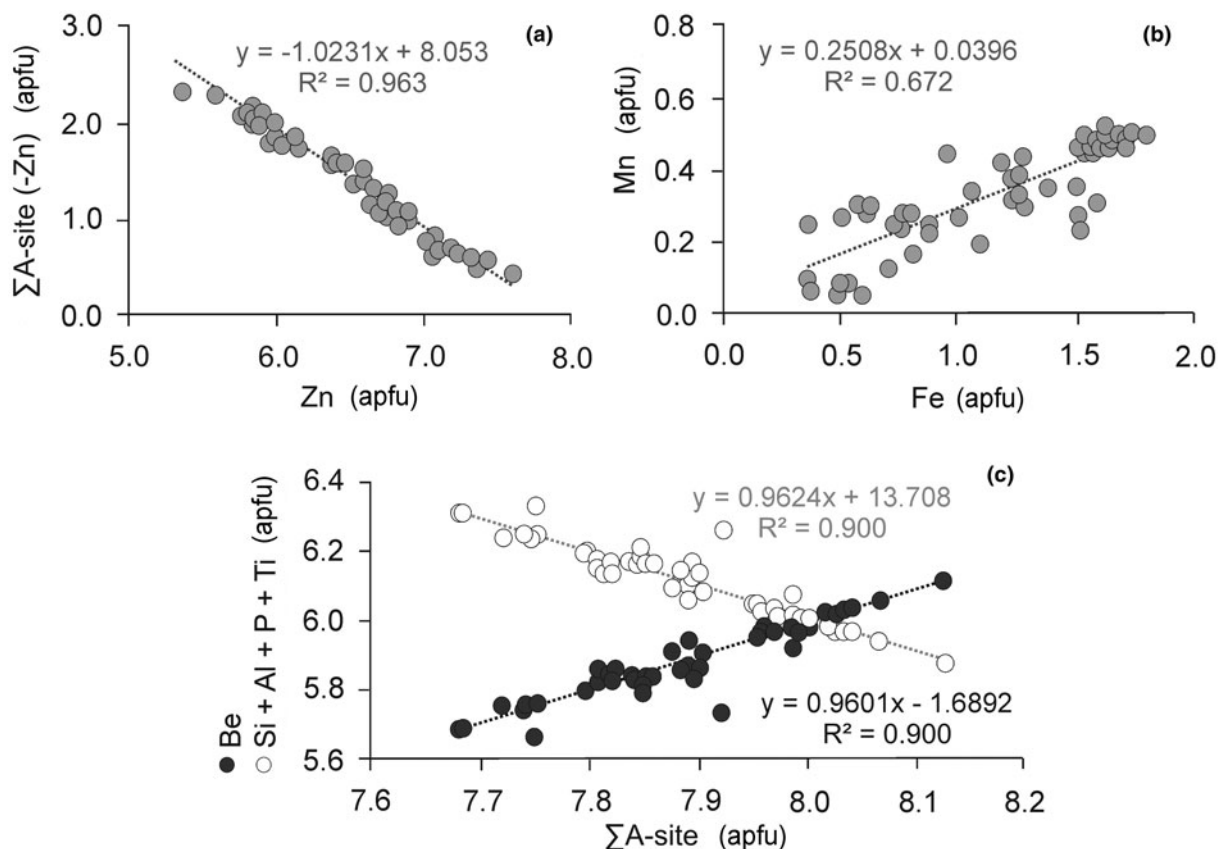 (a)
y = -1.0231x + 8.053
R² = 0.963
∑A-site (-Zn) (apfu)
3.0
2.0
1.0
0.0
5.0 6.0 7.0 8.0
Zn (apfu)
(b)
y = 0.2508x + 0.0396
R² = 0.672
Mn (apfu)
0.8
0.6
0.4
0.2
0.0
0.0 0.5 1.0 1.5 2.0
Fe (apfu)
(c)
y = 0.9624x + 13.708
R² = 0.900
● Be
○ Si + Al + P + Ti (apfu)
6.4
6.2
6.0
5.8
5.6
y = 0.9601x - 1.6892
R² = 0.900
7.6 7.7 7.8 7.9 8.0 8.1 8.2
∑A-site (apfu)